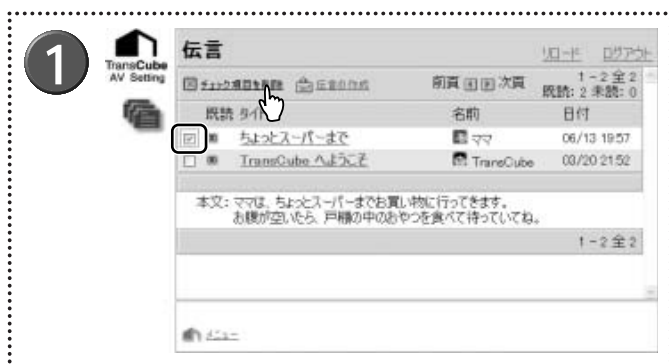 1
TransCube
AV Setting
伝言
リロード ログアウト
チェック項目を削除 伝言の作成 前頁 次頁 1-2 全 2
既読: 2 未読: 0
既読 タイト 名前 日付
ちょっとスーパーまで ママ 06/13 19:57
TransCube へようこそ TransCube 03/20 21:52
本文: ママは、ちょっとスーパーまでお買い物に行ってきます。
お腹が空いたら、戸棚の中のおやつを食べて待っていてね。
1-2 全 2
メニュー